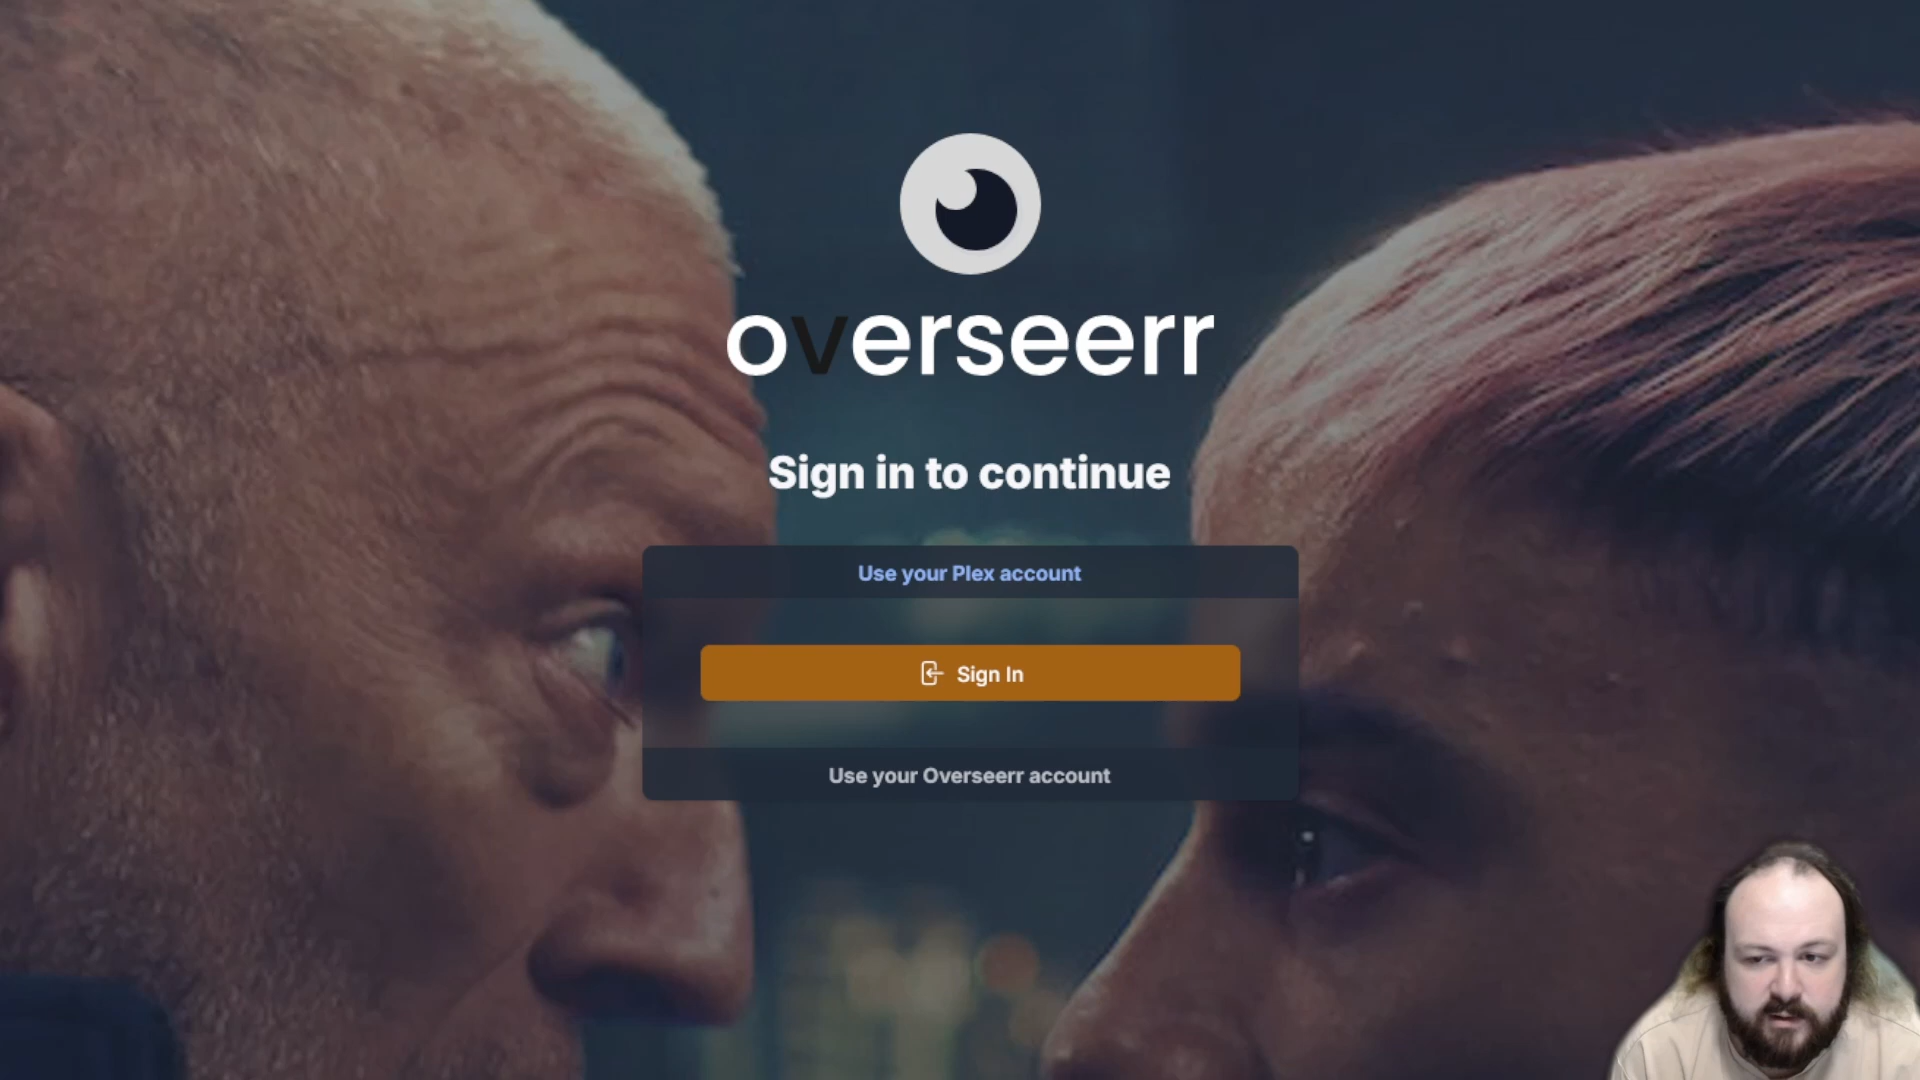 overseerr
Sign in to continue
Use your Plex account
Sign In
Use your Overseerr account